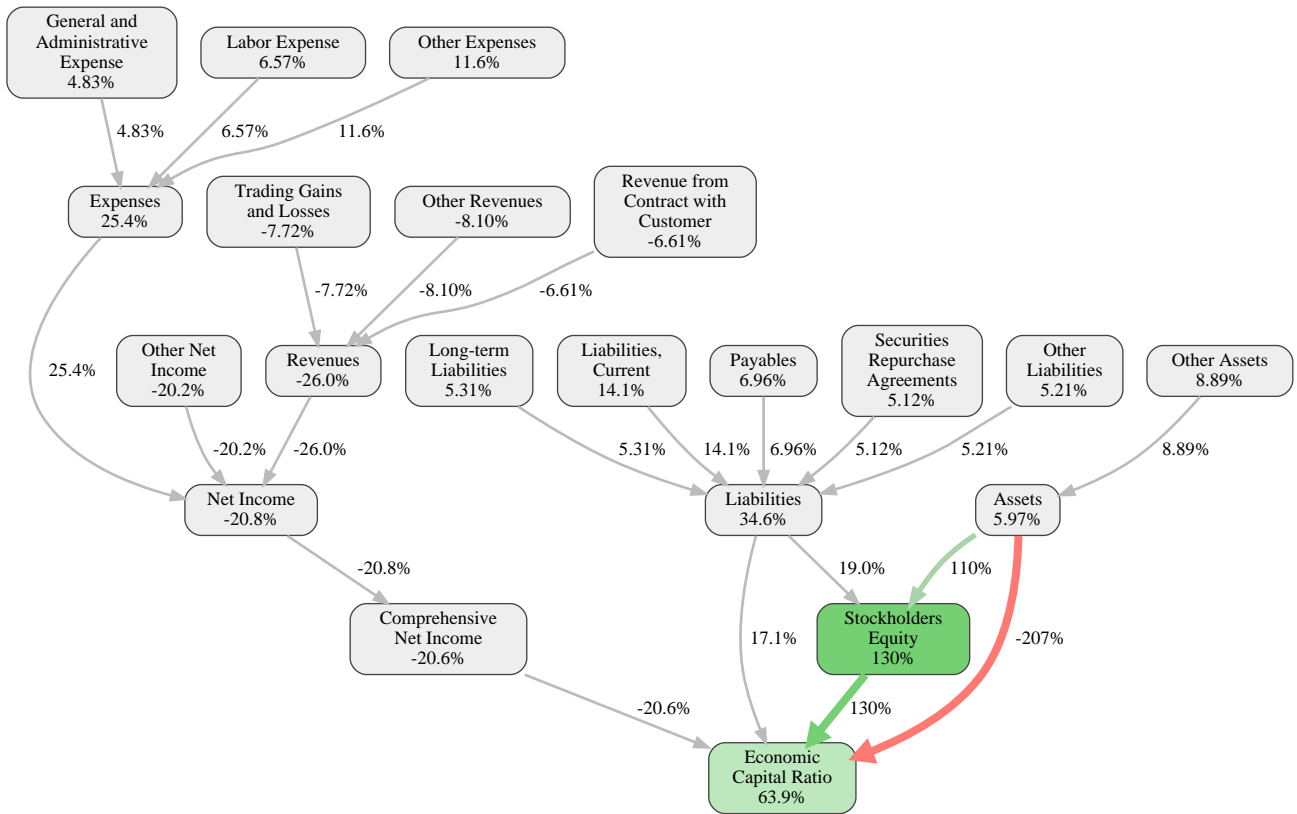 General and
Administrative
Expense
4.83%
Labor Expense
6.57%
Other Expenses
11.6%
4.83%
6.57%
11.6%
Expenses
25.4%
Trading Gains
and Losses
-7.72%
Other Revenues
-8.10%
Revenue from
Contract with
Customer
-6.61%
-7.72%
-8.10%
-6.61%
25.4%
Other Net
Income
-20.2%
Revenues
-26.0%
Long-term
Liabilities
5.31%
Liabilities,
Current
14.1%
Payables
6.96%
Securities
Repurchase
Agreements
5.12%
Other
Liabilities
5.21%
Other Assets
8.89%
-20.2%
-26.0%
5.31%
14.1%
6.96%
5.12%
5.21%
8.89%
Net Income
-20.8%
Liabilities
34.6%
Assets
5.97%
-20.8%
19.0%
110%
Comprehensive
Net Income
-20.6%
17.1%
Stockholders
Equity
130%
-207%
-20.6%
130%
Economic
Capital Ratio
63.9%